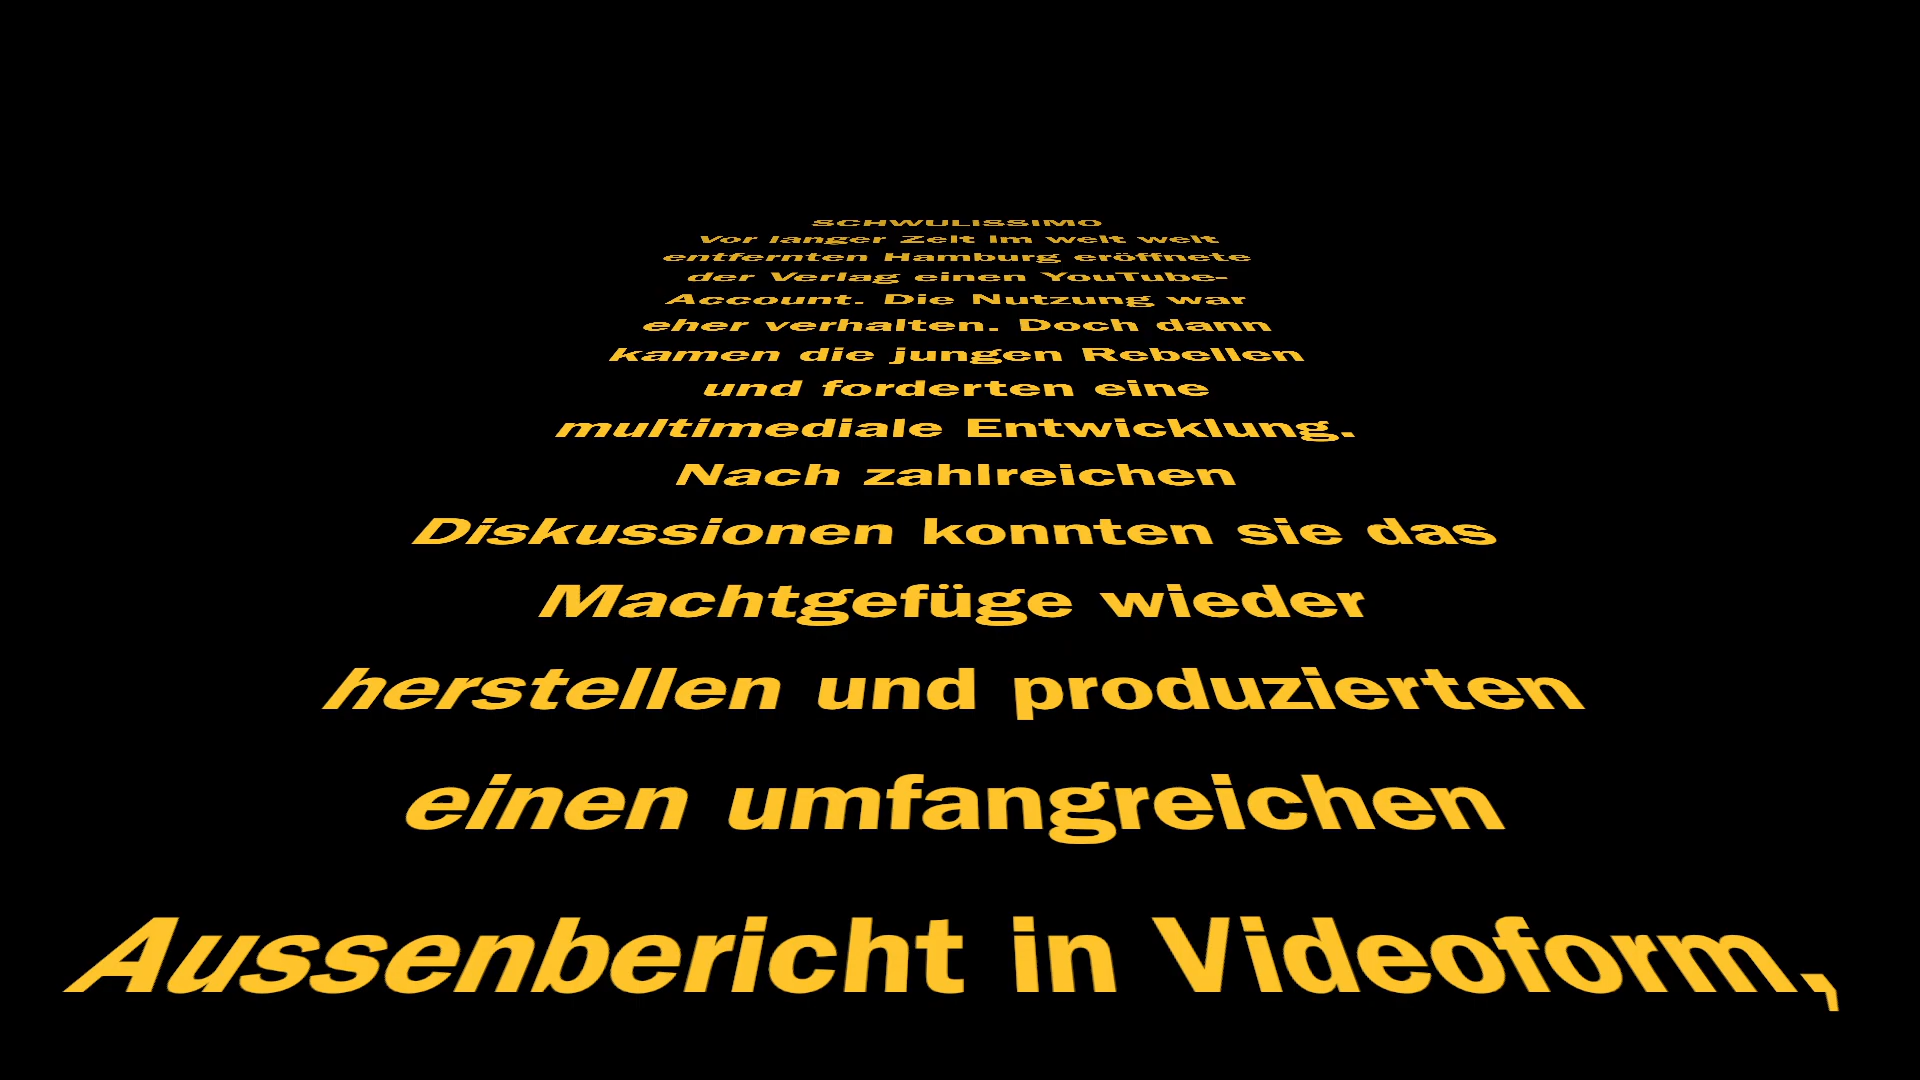 SCHWULISSIMO
Vor langer Zeit im weit weit
entfernten Hamburg eröffnete
der Verlag einen YouTube-
Account. Die Nutzung war
eher verhalten. Doch dann
kamen die jungen Rebellen
und forderten eine
multimediale Entwicklung.
Nach zahlreichen
Diskussionen konnten sie das
Machtgefüge wieder
herstellen und produzierten
einen umfangreichen
Aussenbericht in Videoform,